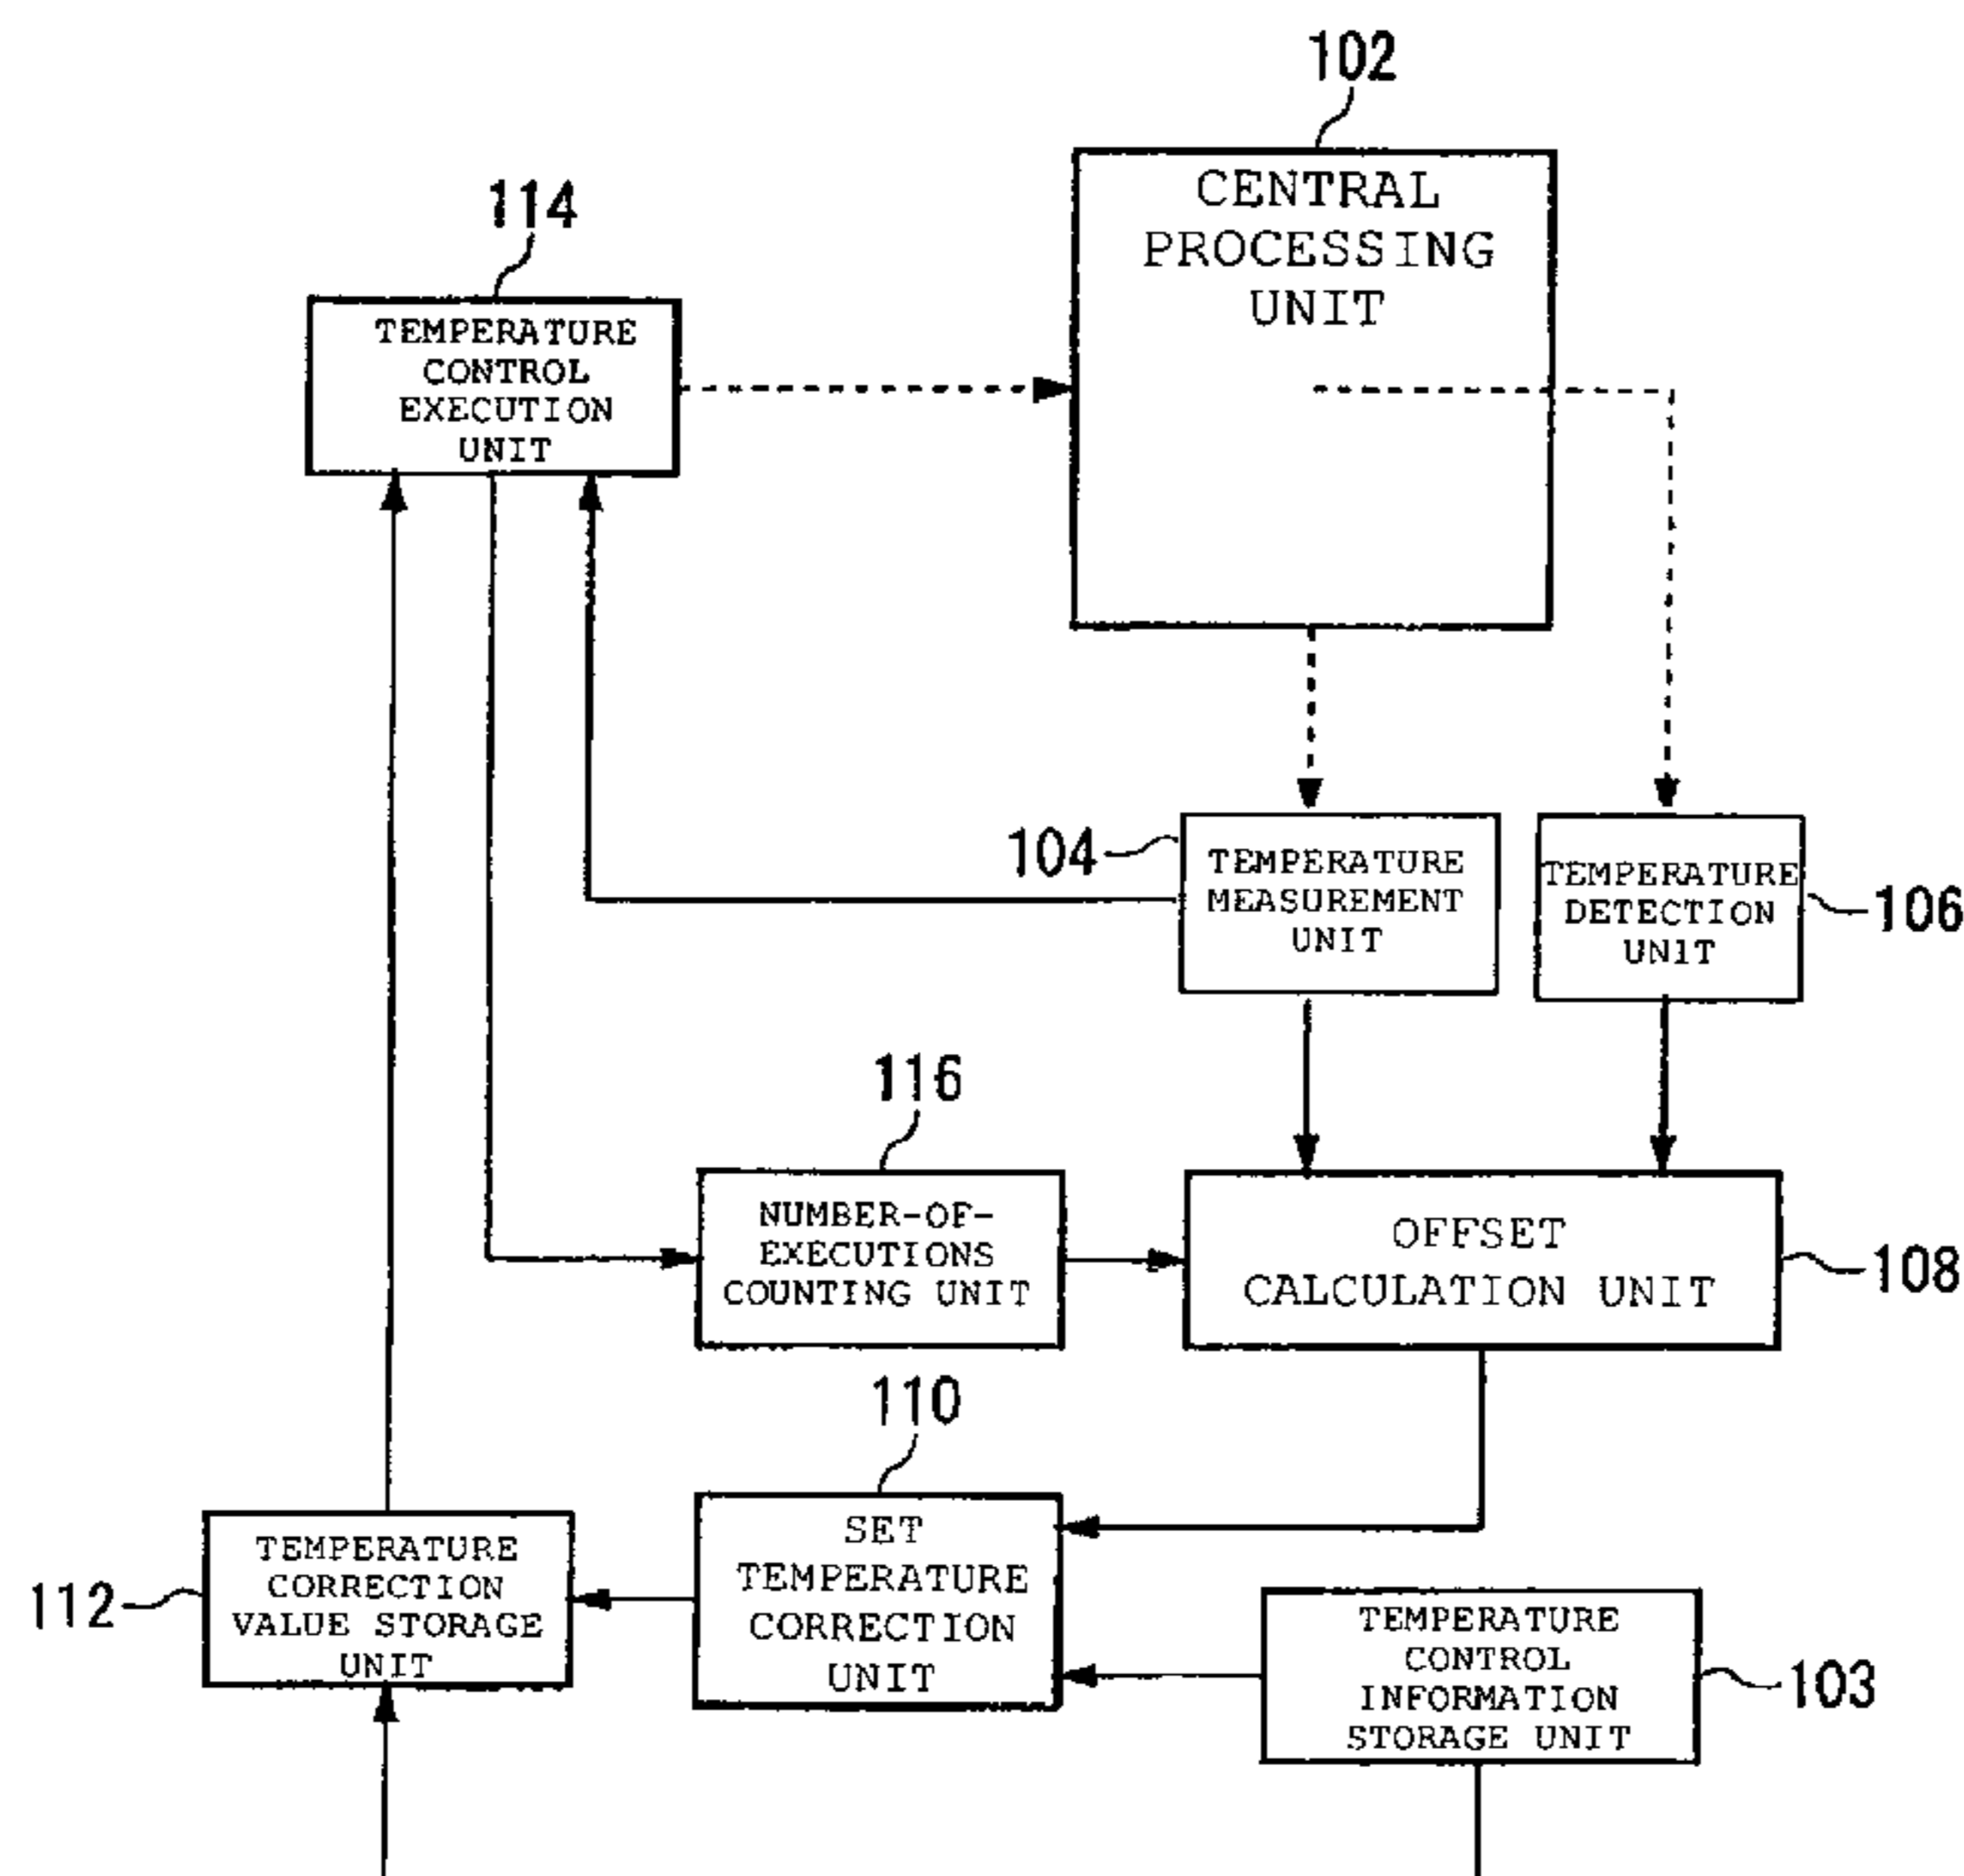 102
CENTRAL
PROCESSING
UNIT
114
TEMPERATURE
CONTROL
EXECUTION
UNIT
104
TEMPERATURE
MEASUREMENT
UNIT
TEMPERATURE
DETECTION
UNIT
106
116
NUMBER-OF-
EXECUTIONS
COUNTING UNIT
OFFSET
CALCULATION UNIT
108
110
SET
TEMPERATURE
CORRECTION
UNIT
112
TEMPERATURE
CORRECTION
VALUE STORAGE
UNIT
TEMPERATURE
CONTROL
INFORMATION
STORAGE UNIT
103